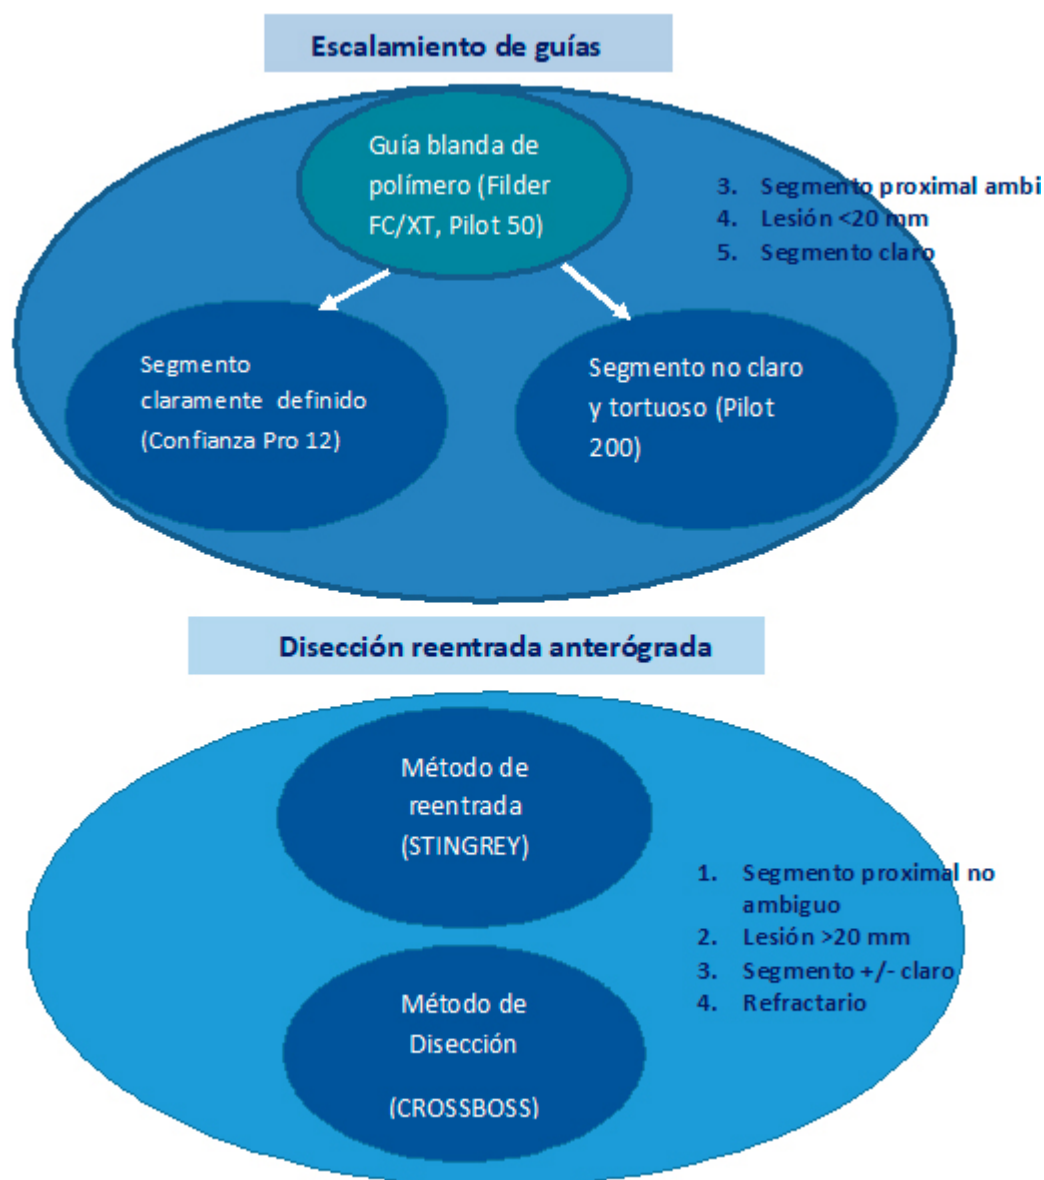 Escalamiento de guías
Guía blanda de
polímero (Filder
FC/XT, Pilot 50)
3. Segmento proximal ambi
4. Lesión <20 mm
5. Segmento claro
Segmento
claramente definido
(Confianza Pro 12)
Segmento no claro
y tortuoso (Pilot
200)
Disección reentrada anterógrada
Método de
reentrada
(STINGREY)
1. Segmento proximal no
ambiguo
2. Lesión >20 mm
3. Segmento +/- claro
4. Refractario
Método de
Disección
(CROSSBOSS)